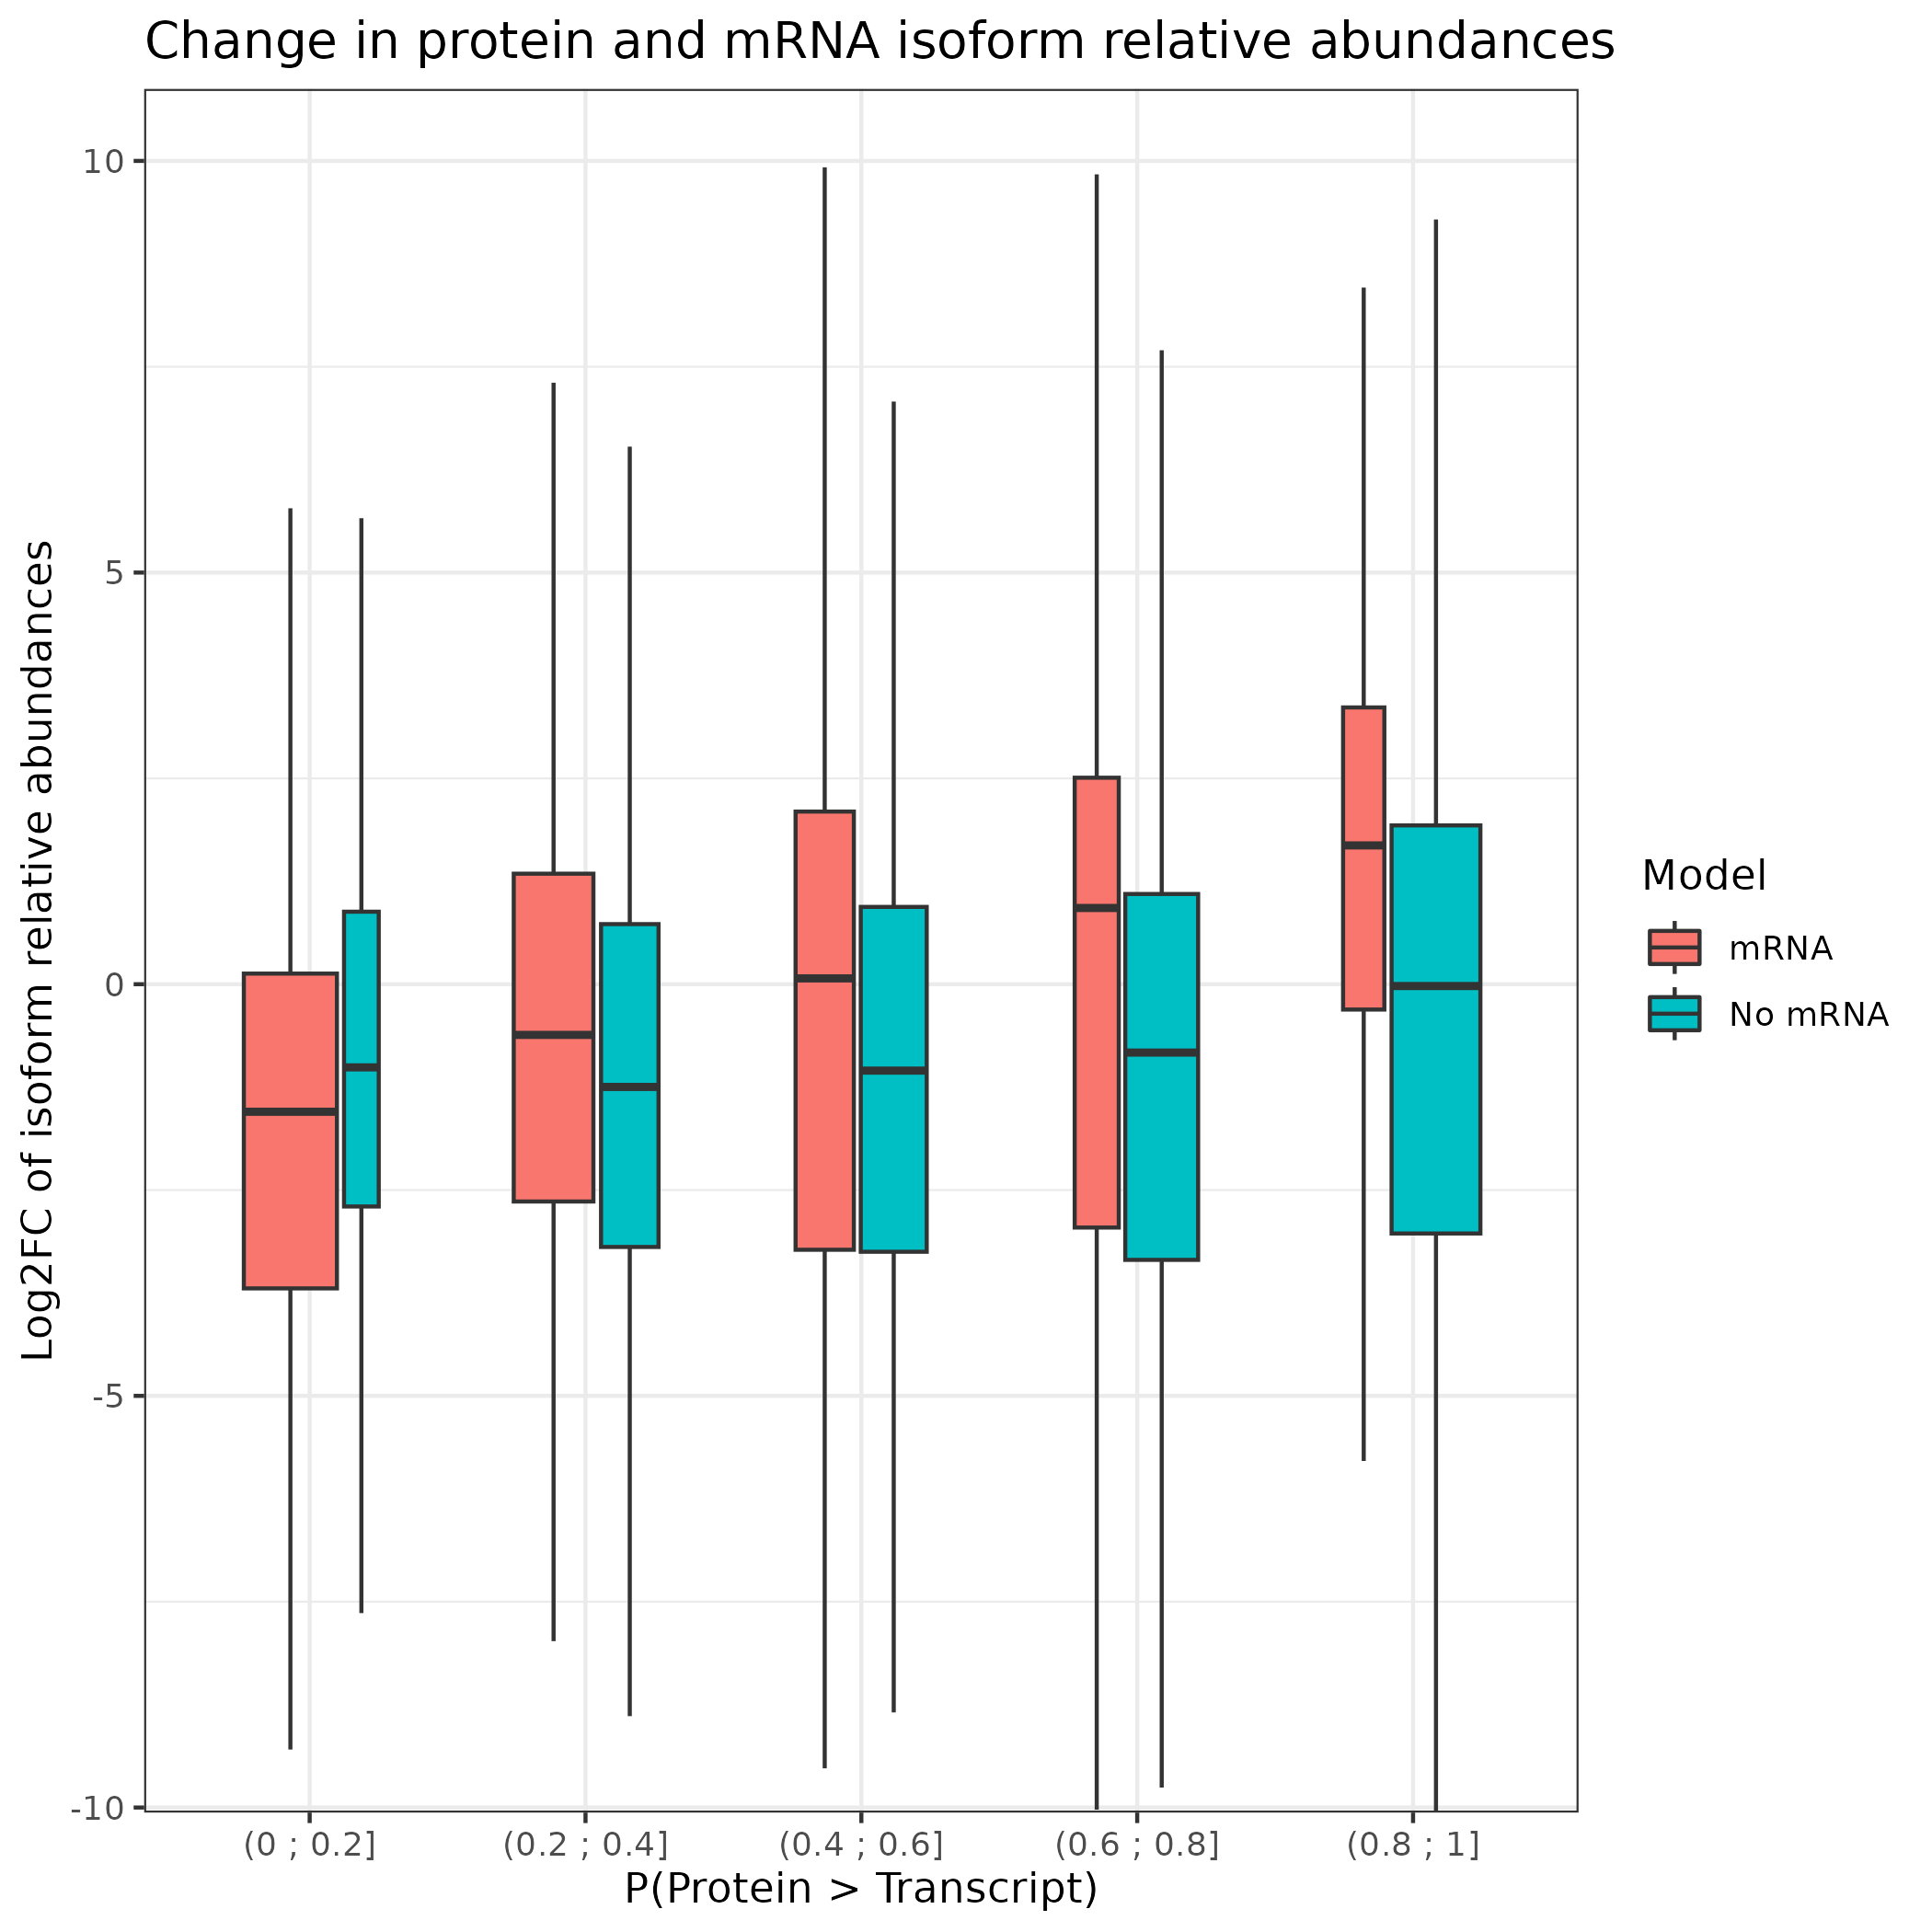 Change in protein and mRNA isoform relative abundances
Log2FC of isoform relative abundances
10
5
0
-5
-10
(0 ; 0.2]
(0.2 ; 0.4]
(0.4 ; 0.6]
(0.6 ; 0.8]
(0.8 ; 1]
P(Protein > Transcript)
Model
mRNA
No mRNA